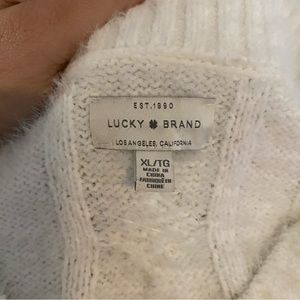 EST.1990
LUCKY BRAND
LOS ANGELES, CALIFORNIA
XL/TG
MADE IN
CHINA
FABRIQUÉ EN
CHINE